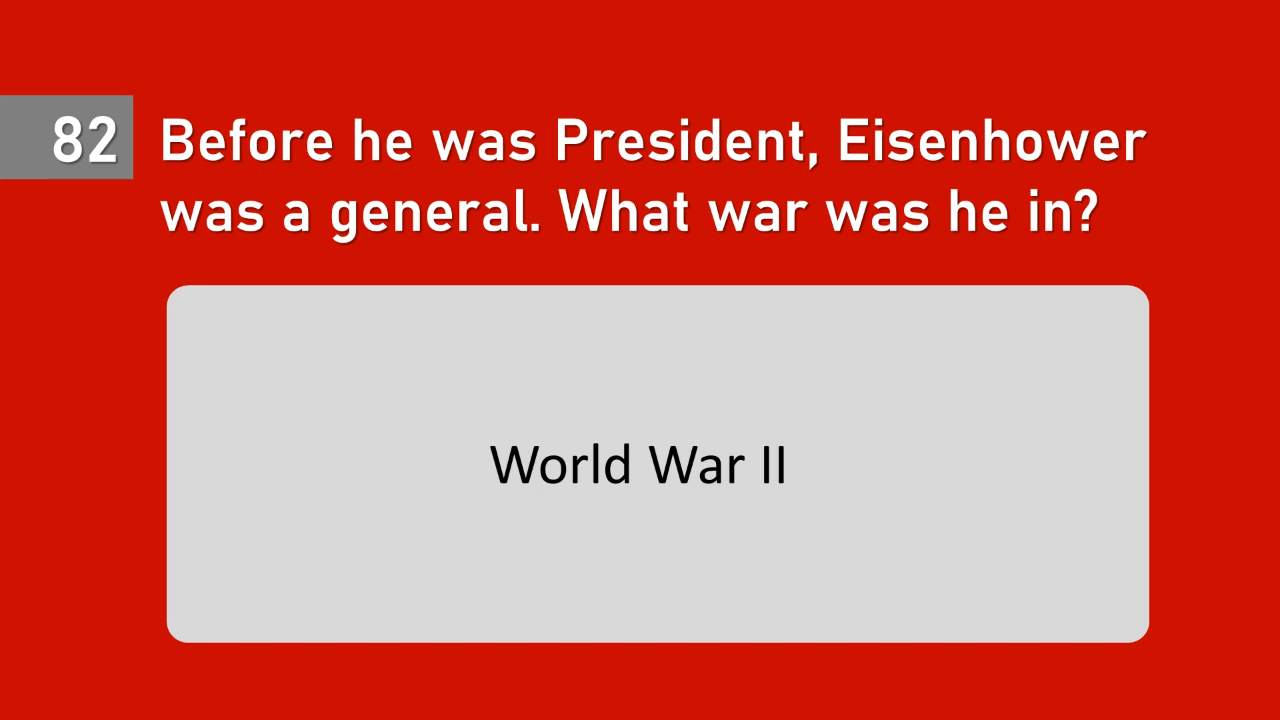 82
Before he was President, Eisenhower
was a general. What war was he in?
World War II